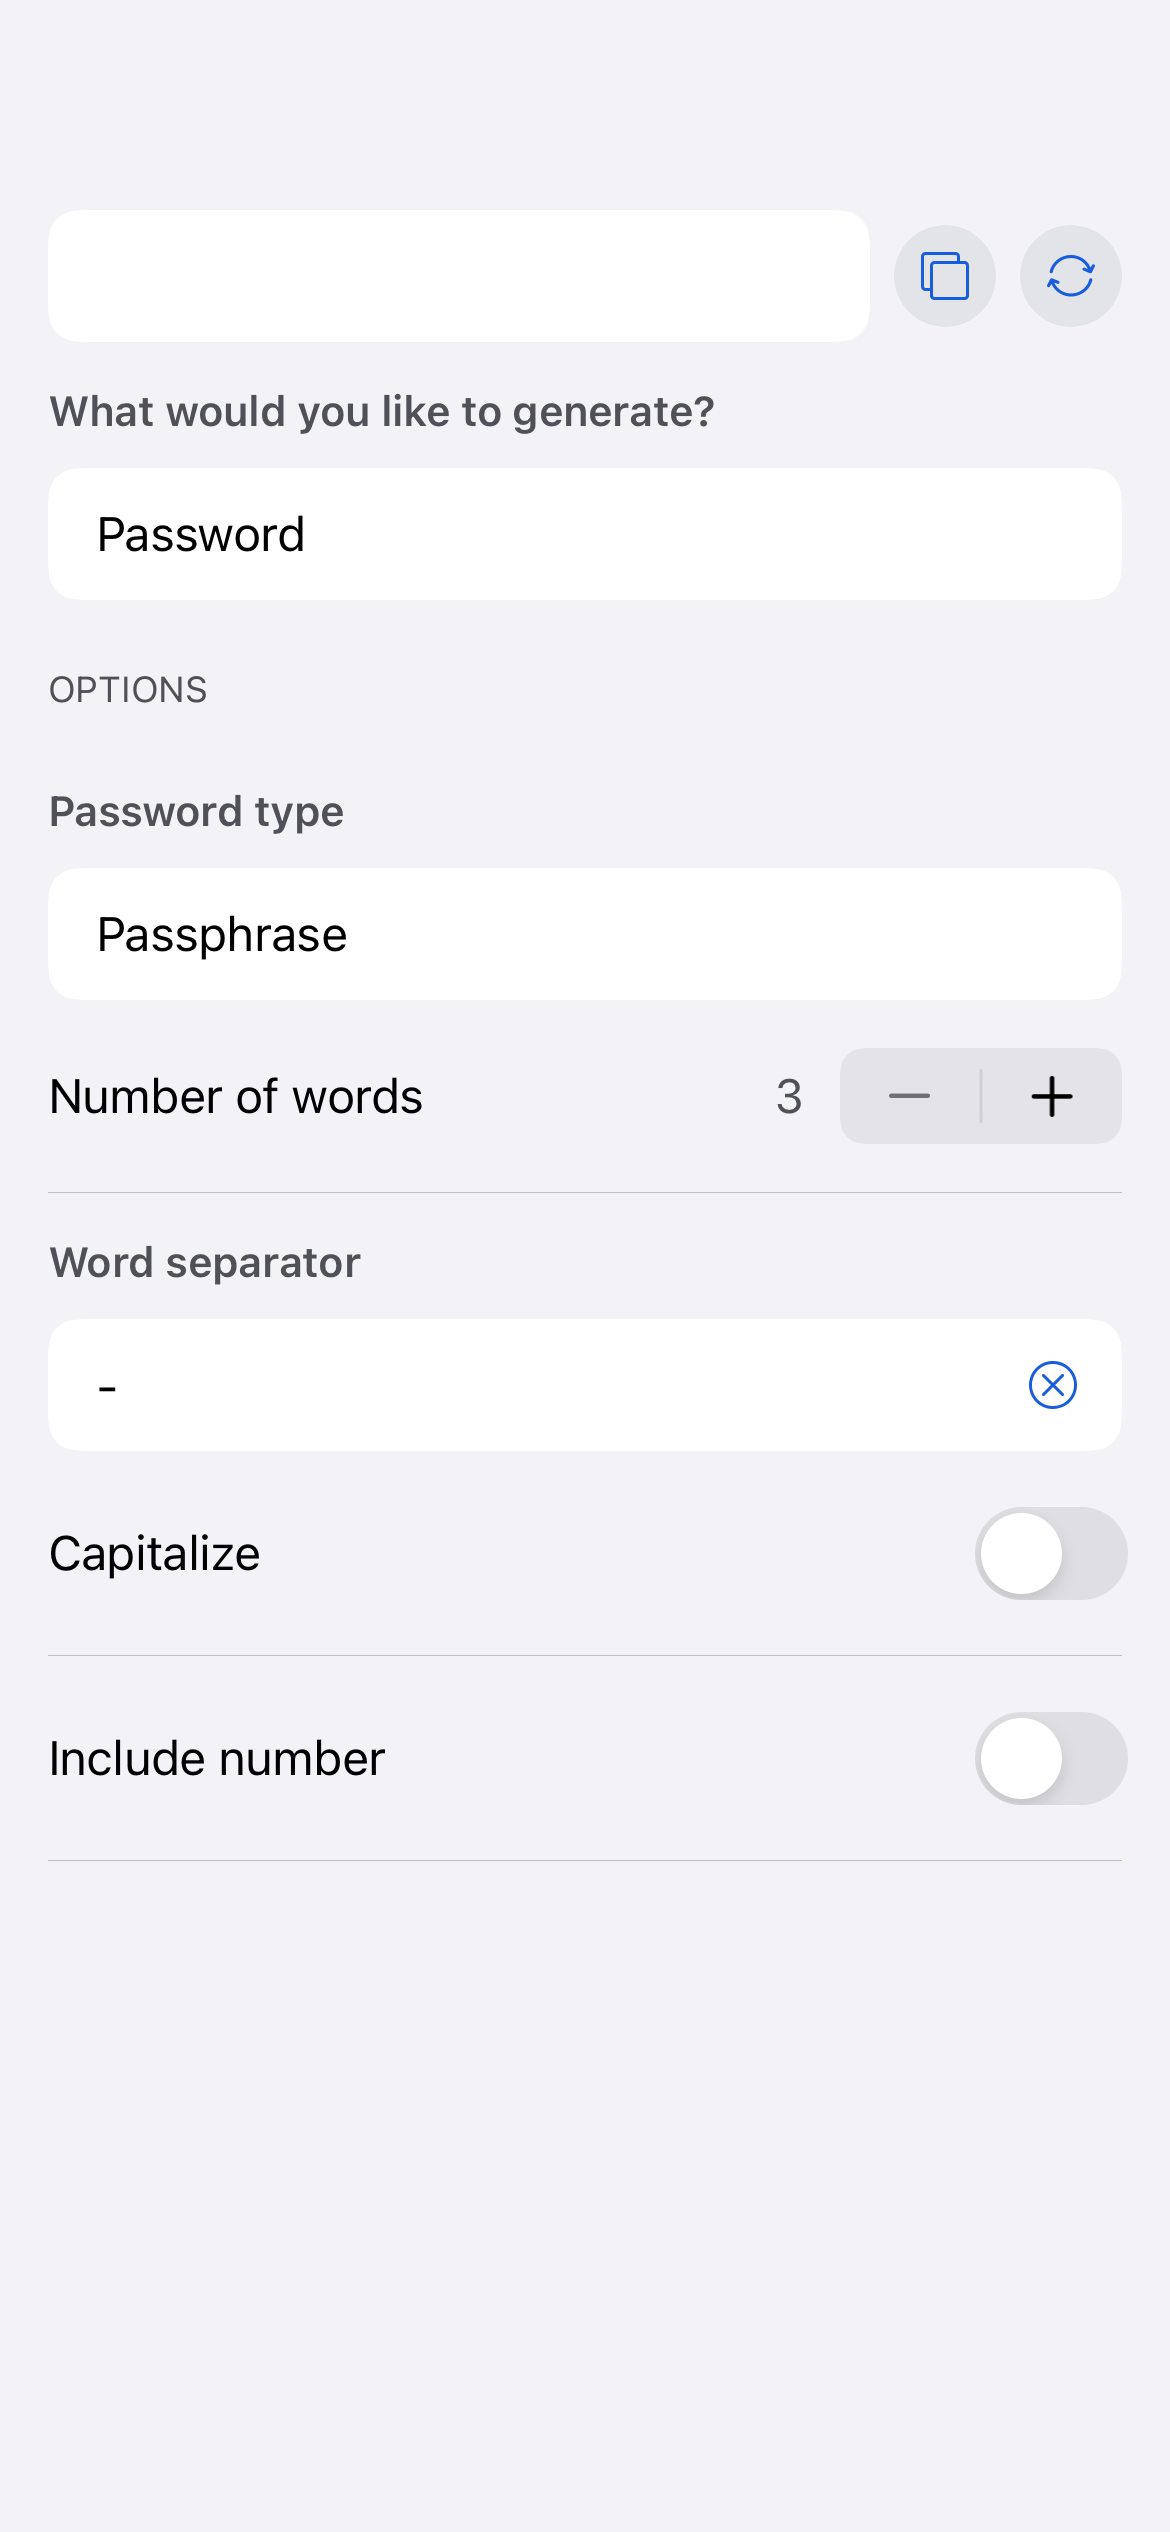 What would you like to generate?
Password
OPTIONS
Password type
Passphrase
Number of words 3
Word separator
-
Capitalize
Include number